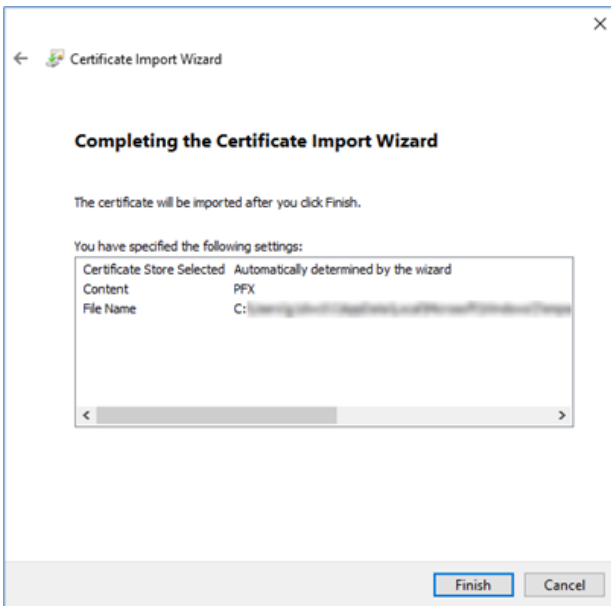 Certificate Import Wizard
Completing the Certificate Import Wizard
The certificate will be imported after you click Finish.
You have specified the following settings:
Certificate Store Selected Automatically determined by the wizard
Content PFX
File Name C:
Finish Cancel